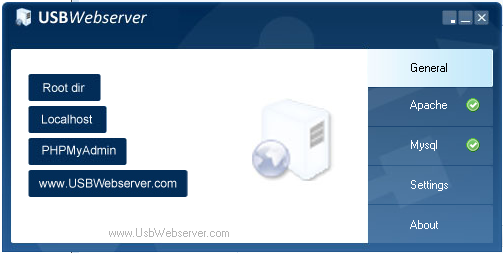 USBWebserver
General
Root dir
Apache
Localhost
Mysql
PHPMyAdmin
Settings
www.USBWebserver.com
About
www.UsbWebserver.com